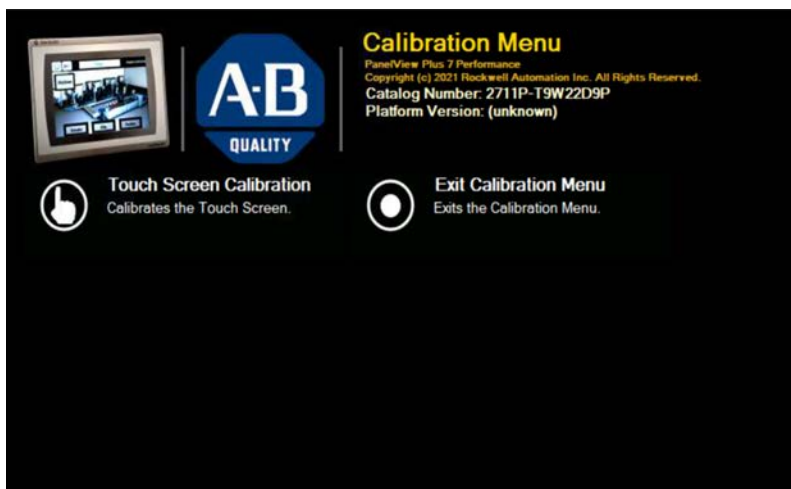 A·B
QUALITY
Calibration Menu
PanelView Plus 7 Performance
Copyright (c) 2021 Rockwell Automation Inc. All Rights Reserved.
Catalog Number: 2711P-T9W22D9P
Platform Version: (unknown)
Touch Screen Calibration
Calibrates the Touch Screen.
Exit Calibration Menu
Exits the Calibration Menu.